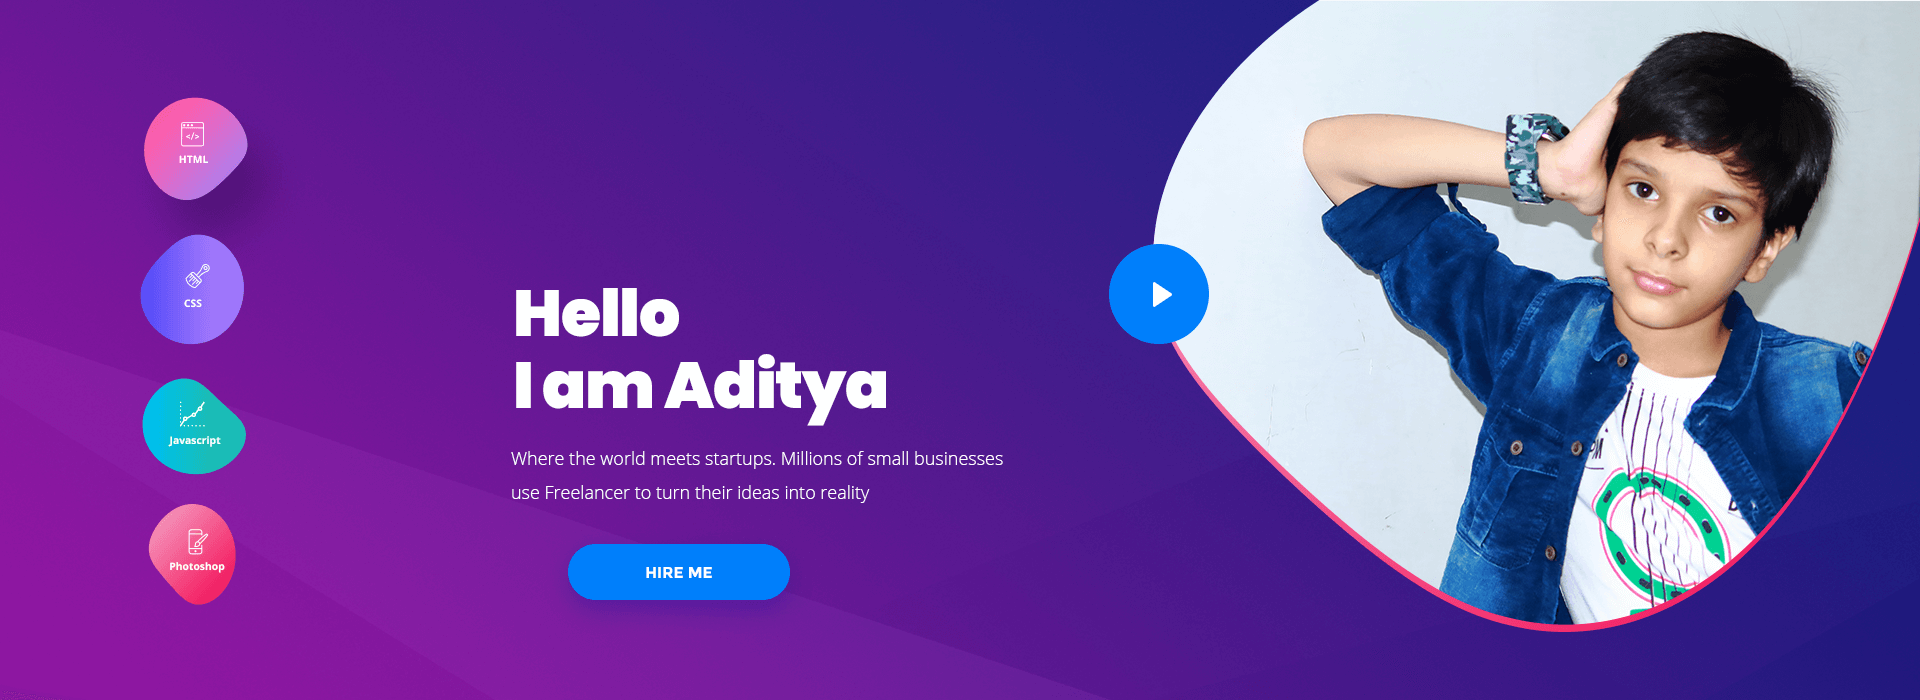 HTML
CSS
Javascript
Photoshop
Hello
I am Aditya
Where the world meets startups. Millions of small businesses
use Freelancer to turn their ideas into reality
HIRE ME